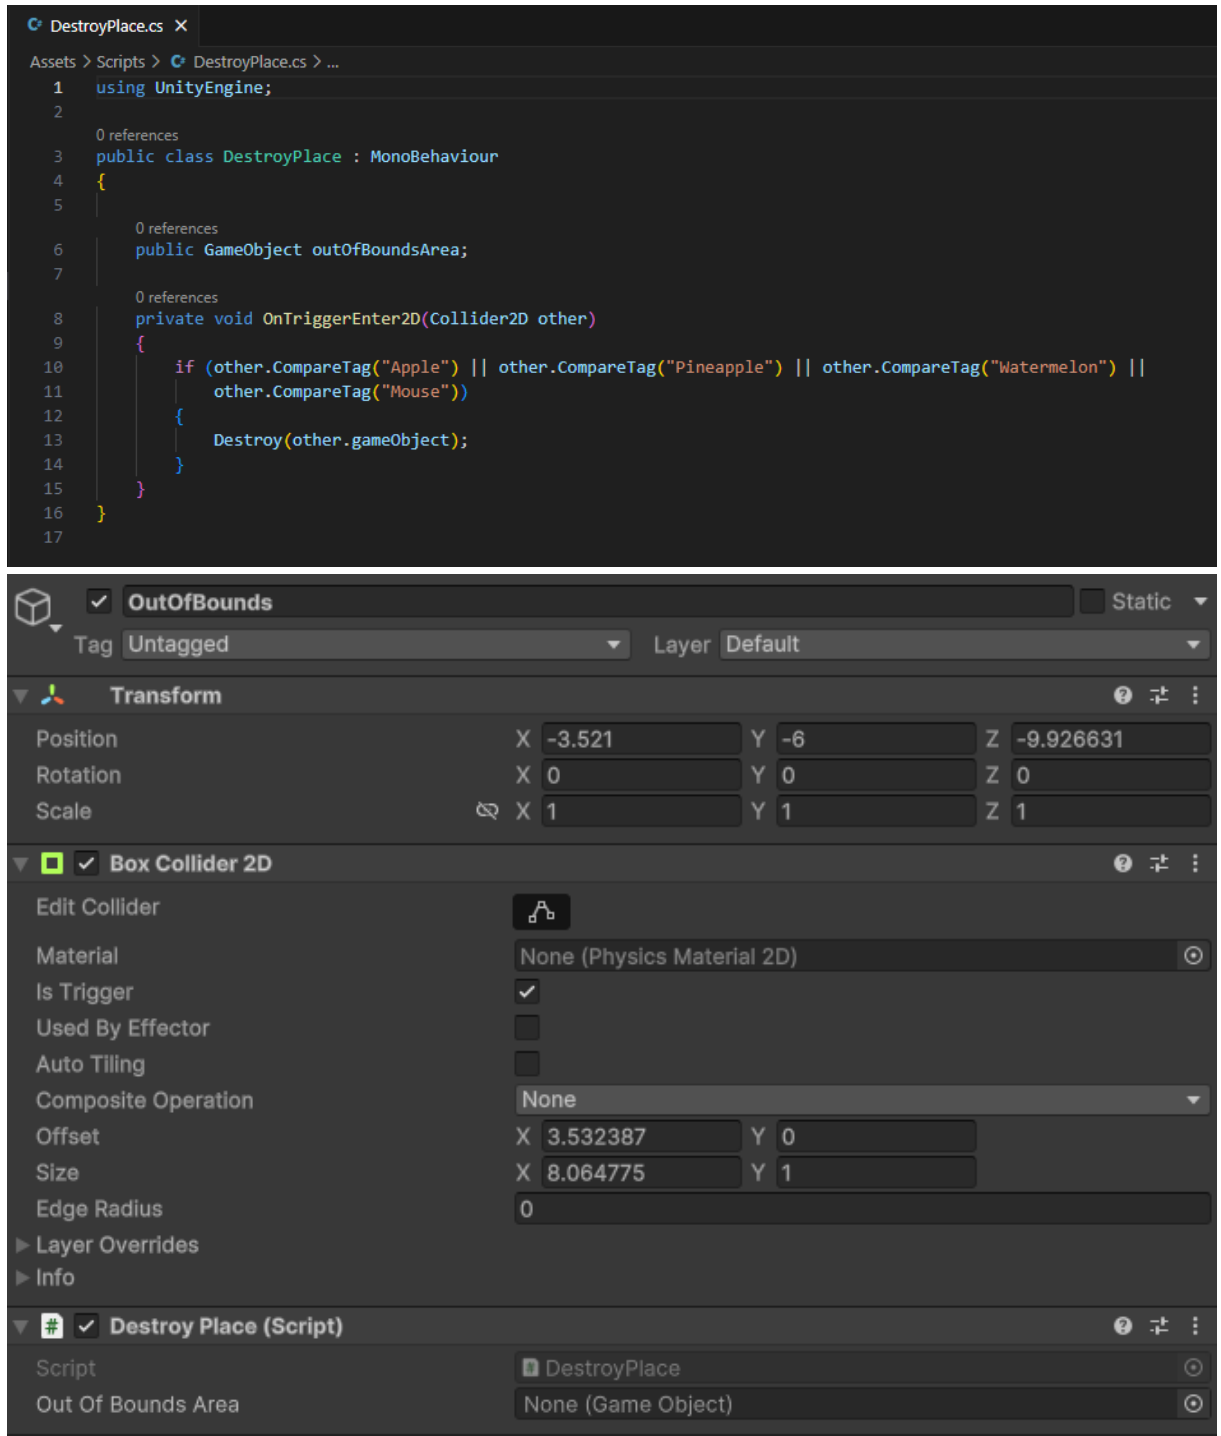 DestroyPlace.cs
Assets > Scripts > DestroyPlace.cs > ...
1 using UnityEngine;
2
0 references
3 public class DestroyPlace : MonoBehaviour
4 {
5
0 references
6 public GameObject outOfBoundsArea;
7
0 references
8 private void OnTriggerEnter2D(Collider2D other)
9 {
10 if (other.CompareTag("Apple") || other.CompareTag("Pineapple") || other.CompareTag("Watermelon") ||
11 other.CompareTag("Mouse"))
12 {
13 Destroy(other.gameObject);
14 }
15 }
16 }
17
OutOfBounds Static
Tag Untagged Layer Default
Transform
Position X -3.521 Y -6 Z -9.926631
Rotation X 0 Y 0 Z 0
Scale X 1 Y 1 Z 1
Box Collider 2D
Edit Collider
Material None (Physics Material 2D)
Is Trigger
Used By Effector
Auto Tiling
Composite Operation None
Offset X 3.532387 Y 0
Size X 8.064775 Y 1
Edge Radius 0
Layer Overrides
Info
# Destroy Place (Script)
Script DestroyPlace
Out Of Bounds Area None (Game Object)